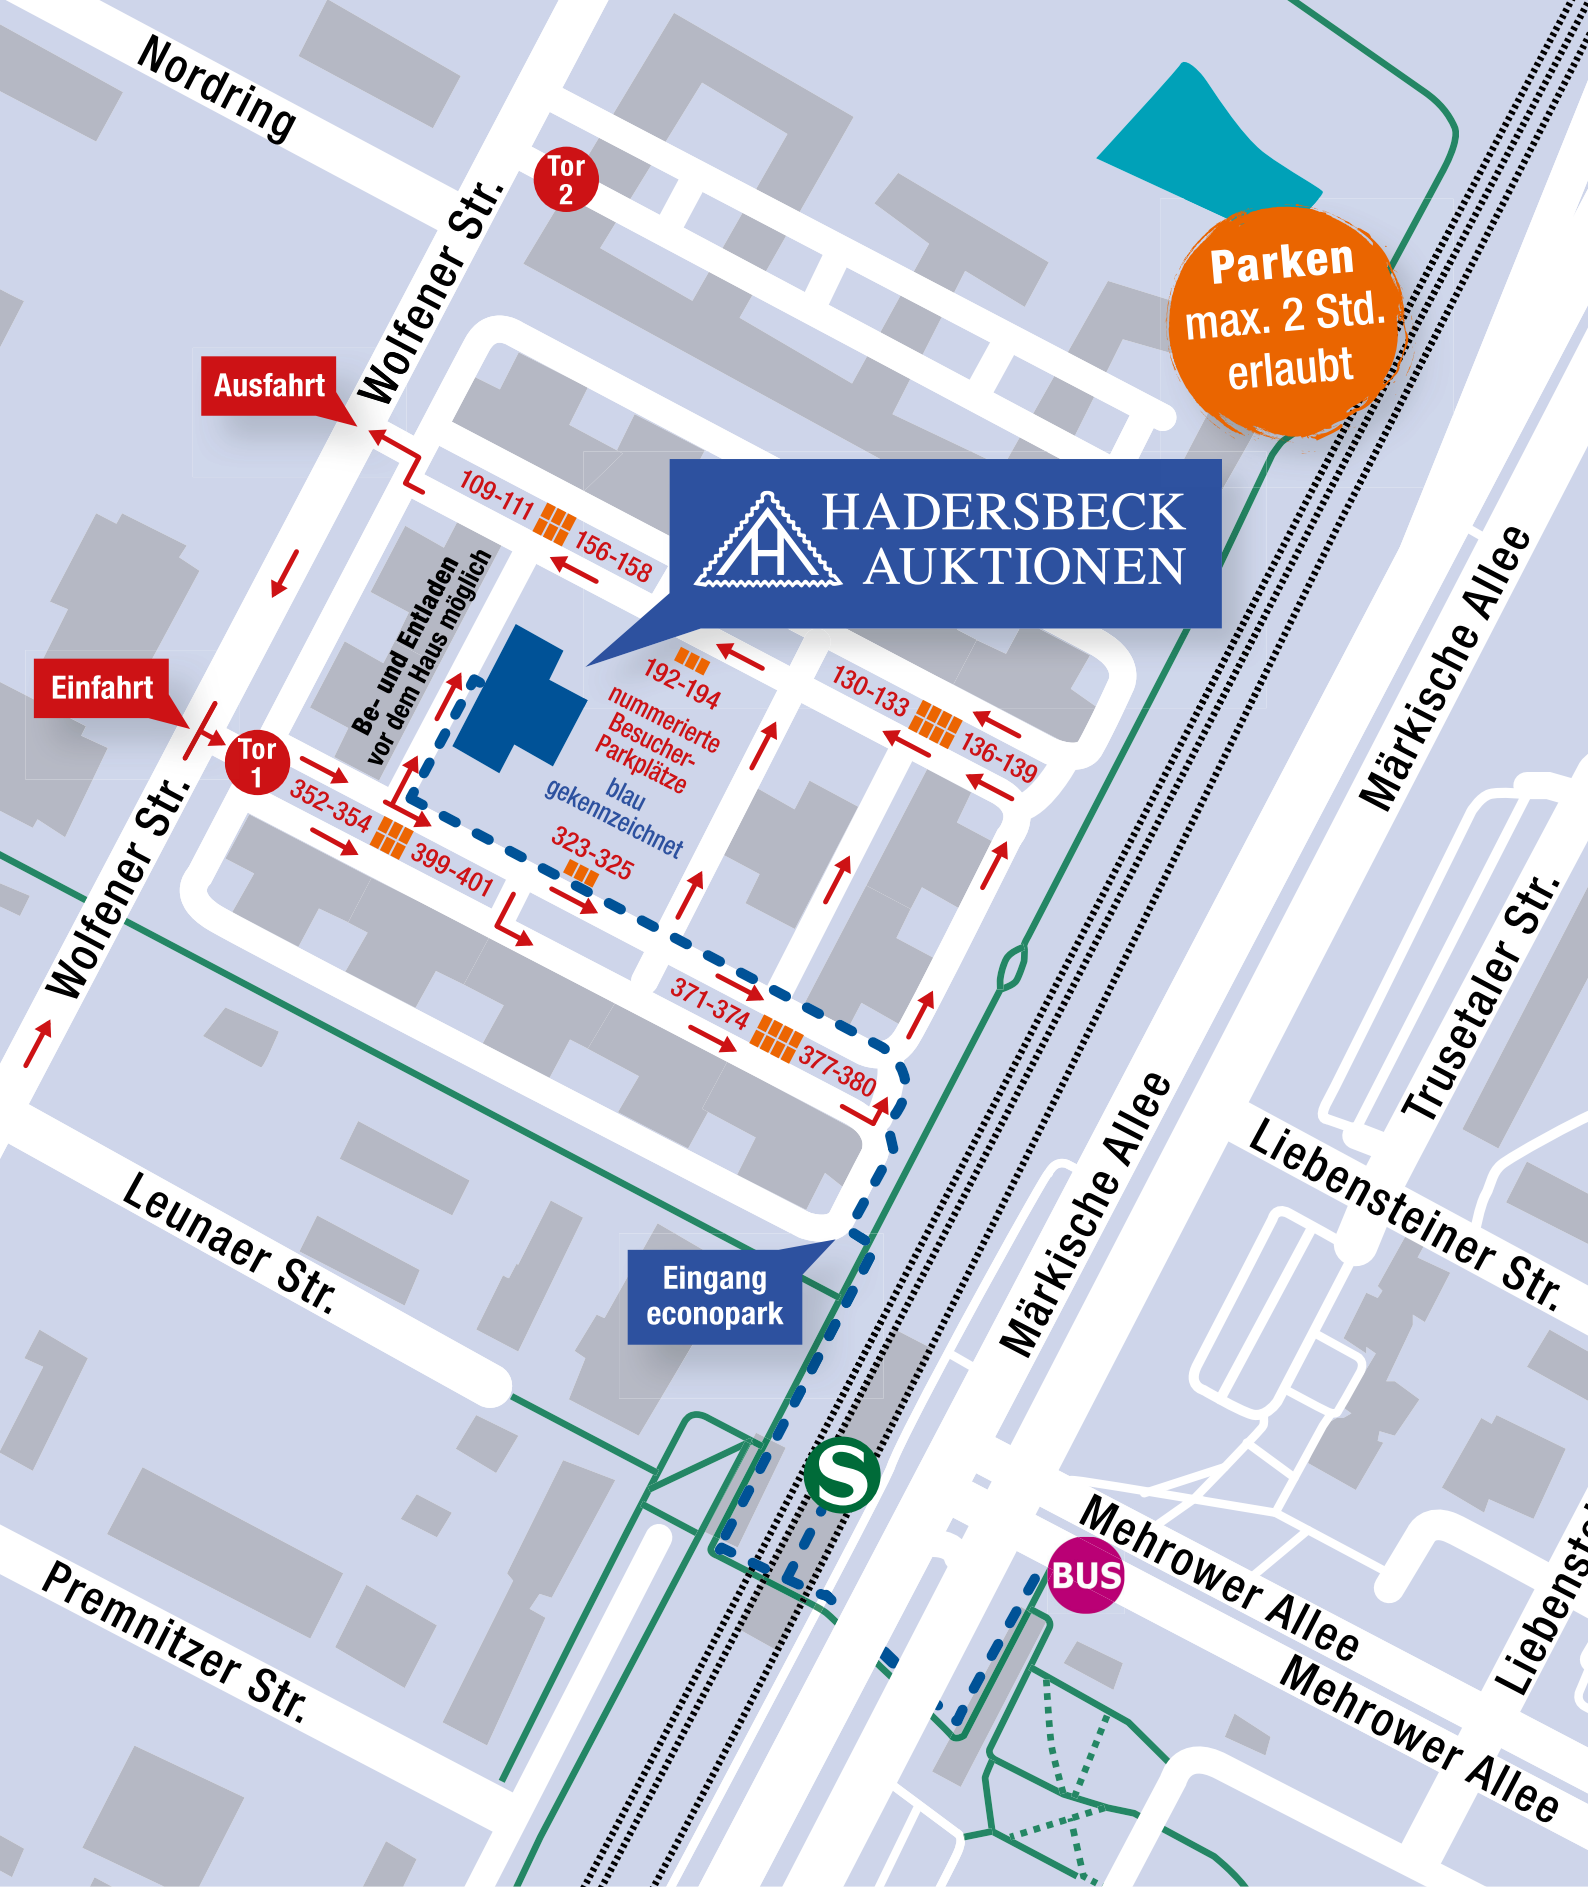 Nordring
Tor
2
Wolfener Str.
Parken
max. 2 Std.
erlaubt
Ausfahrt
HADERSBECK
AUKTIONEN
H
109-111
156-158
Be- und Entladen
vor dem Haus möglich
Märkische Allee
Einfahrt
192-194
130-133
136-139
nummerierte
Besucher-
Parkplätze
blau
gekennzeichnet
Tor
1
352-354
399-401
323-325
Wolfener Str.
371-374
377-380
Trusetaler Str.
Märkische Allee
Liebensteiner Str.
Leunaer Str.
Eingang
econopark
S
BUS
Mehrower Allee
Mehrower Allee
Premnitzer Str.
Liebenst